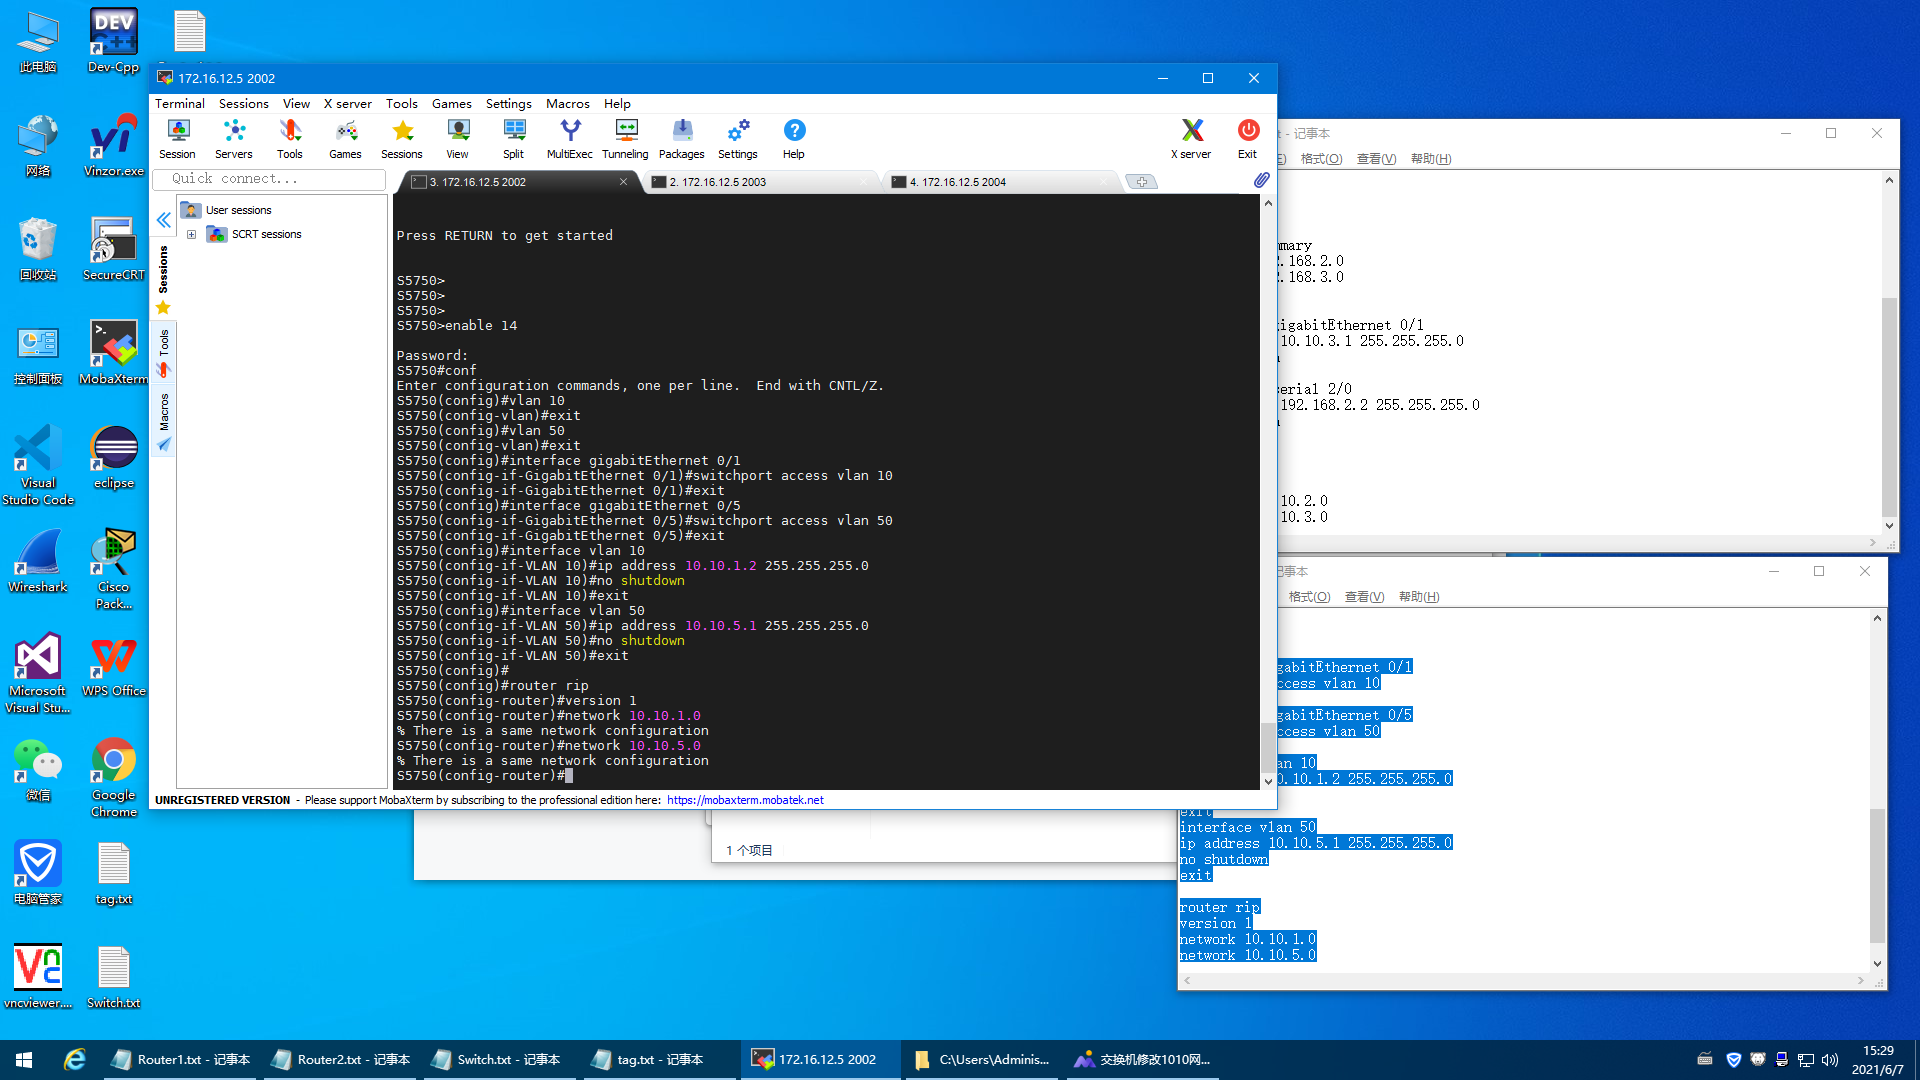 此电脑
Dev-Cpp
网络
Vinzor.exe
回收站
SecureCRT
控制面板
MobaXterm
Visual Studio Code
eclipse
Wireshark
Cisco Pack...
Microsoft Visual Stu...
WPS Office
微信
Google Chrome
电脑管家
tag.txt
vncviewer....
Switch.txt
172.16.12.5 2002
Terminal Sessions View X server Tools Games Settings Macros Help
Session Servers Tools Games Sessions View Split MultiExec Tunneling Packages Settings Help X server Exit
Quick connect...
3. 172.16.12.5 2002
2. 172.16.12.5 2003
4. 172.16.12.5 2004
User sessions
SCRT sessions
Sessions
Tools
Macros
Press RETURN to get started
S5750>
S5750>
S5750>
S5750>enable 14
Password:
S5750#conf
Enter configuration commands, one per line.  End with CNTL/Z.
S5750(config)#vlan 10
S5750(config-vlan)#exit
S5750(config)#vlan 50
S5750(config-vlan)#exit
S5750(config)#interface gigabitEthernet 0/1
S5750(config-if-GigabitEthernet 0/1)#switchport access vlan 10
S5750(config-if-GigabitEthernet 0/1)#exit
S5750(config)#interface gigabitEthernet 0/5
S5750(config-if-GigabitEthernet 0/5)#switchport access vlan 50
S5750(config-if-GigabitEthernet 0/5)#exit
S5750(config)#interface vlan 10
S5750(config-if-VLAN 10)#ip address 10.10.1.2 255.255.255.0
S5750(config-if-VLAN 10)#no shutdown
S5750(config-if-VLAN 10)#exit
S5750(config)#interface vlan 50
S5750(config-if-VLAN 50)#ip address 10.10.5.1 255.255.255.0
S5750(config-if-VLAN 50)#no shutdown
S5750(config-if-VLAN 50)#exit
S5750(config)#
S5750(config)#router rip
S5750(config-router)#version 1
S5750(config-router)#network 10.10.1.0
% There is a same network configuration
S5750(config-router)#network 10.10.5.0
% There is a same network configuration
S5750(config-router)#
UNREGISTERED VERSION - Please support MobaXterm by subscribing to the professional edition here: https://mobaxterm.mobatek.net
1 个项目
t - 记事本
E) 格式(O) 查看(V) 帮助(H)
mmary
.168.2.0
.168.3.0
igabitEthernet 0/1
10.10.3.1 255.255.255.0
erial 2/0
192.168.2.2 255.255.255.0
10.2.0
10.3.0
记事本
格式(O) 查看(V) 帮助(H)
gabitEthernet 0/1
ccess vlan 10
gabitEthernet 0/5
ccess vlan 50
an 10
0.10.1.2 255.255.255.0
exit
interface vlan 50
ip address 10.10.5.1 255.255.255.0
no shutdown
exit
router rip
version 1
network 10.10.1.0
network 10.10.5.0
Router1.txt - 记事本
Router2.txt - 记事本
Switch.txt - 记事本
tag.txt - 记事本
172.16.12.5 2002
C:\Users\Adminis...
交换机修改1010网...
15:29
2021/6/7